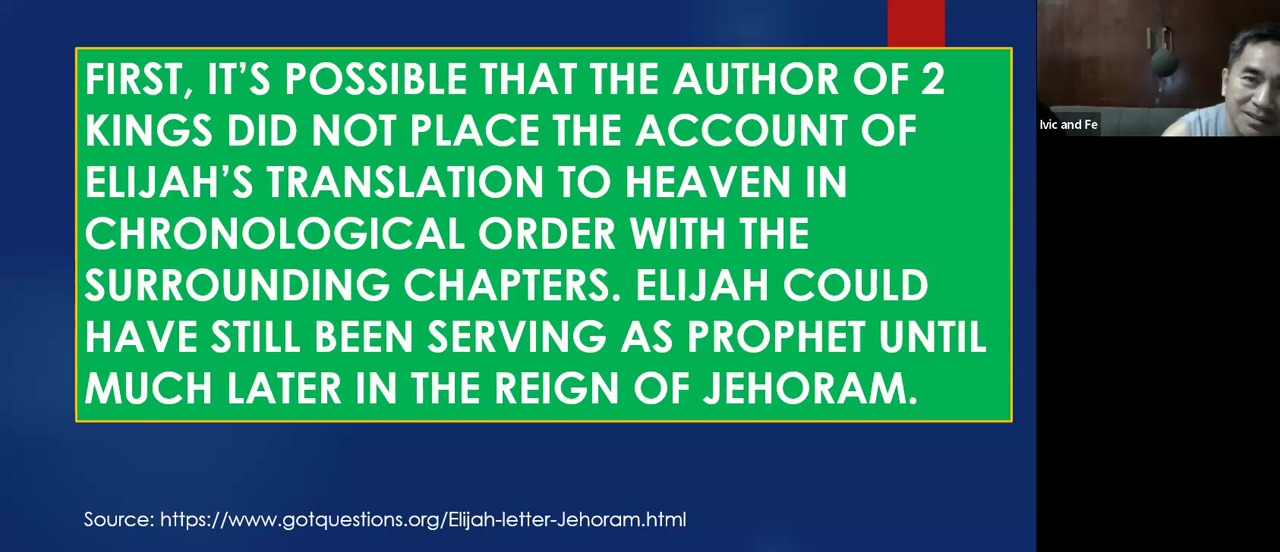 FIRST, IT’S POSSIBLE THAT THE AUTHOR OF 2
KINGS DID NOT PLACE THE ACCOUNT OF
ELIJAH’S TRANSLATION TO HEAVEN IN
CHRONOLOGICAL ORDER WITH THE
SURROUNDING CHAPTERS. ELIJAH COULD
HAVE STILL BEEN SERVING AS PROPHET UNTIL
MUCH LATER IN THE REIGN OF JEHORAM.
Source: https://www.gotquestions.org/Elijah-letter-Jehoram.html
Ivic and Fe